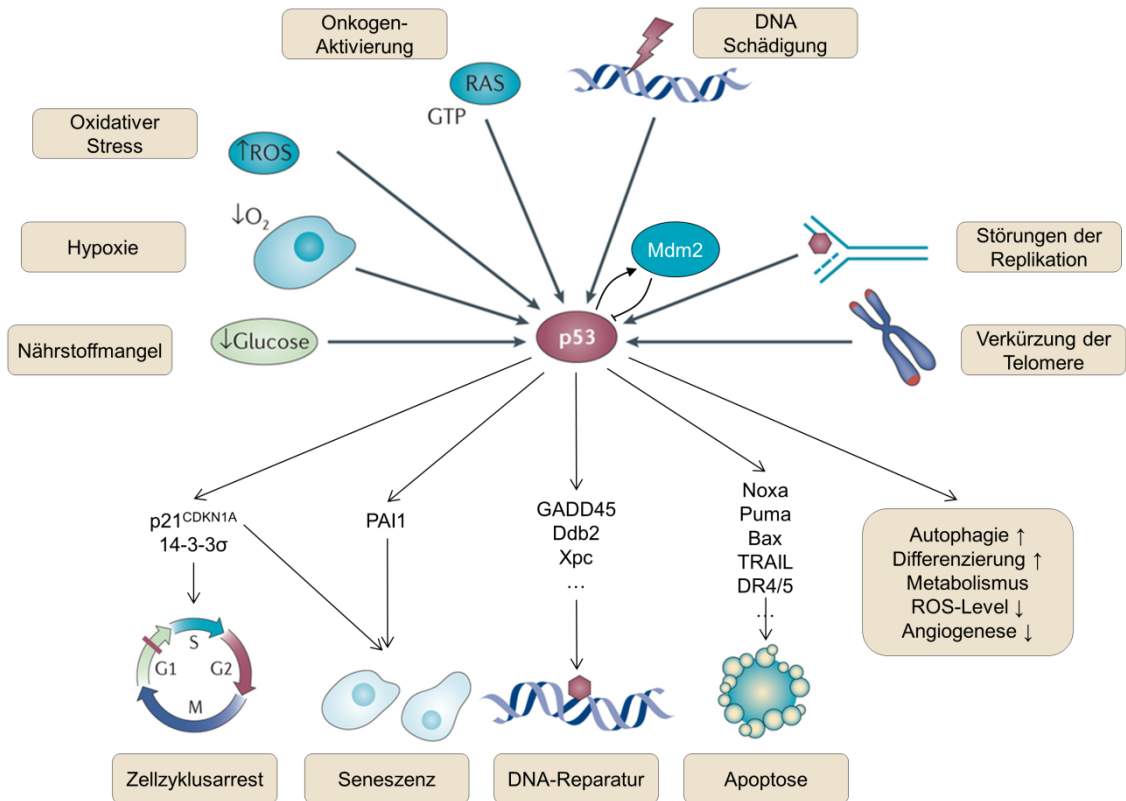 Onkogen-
Aktivierung
DNA
Schädigung
RAS
GTP
Oxidativer
Stress
↑ROS
↓O₂
Hypoxie
Mdm2
Störungen der
Replikation
Nährstoffmangel
↓Glucose
p53
Verkürzung der
Telomere
p21CDKN1A
14-3-3σ
PAI1
GADD45
Ddb2
Xpc
...
Noxa
Puma
Bax
TRAIL
DR4/5
...
Autophagie ↑
Differenzierung ↑
Metabolismus
ROS-Level ↓
Angiogenese ↓
S
G1
G2
M
Zellzyklusarrest
Seneszenz
DNA-Reparatur
Apoptose